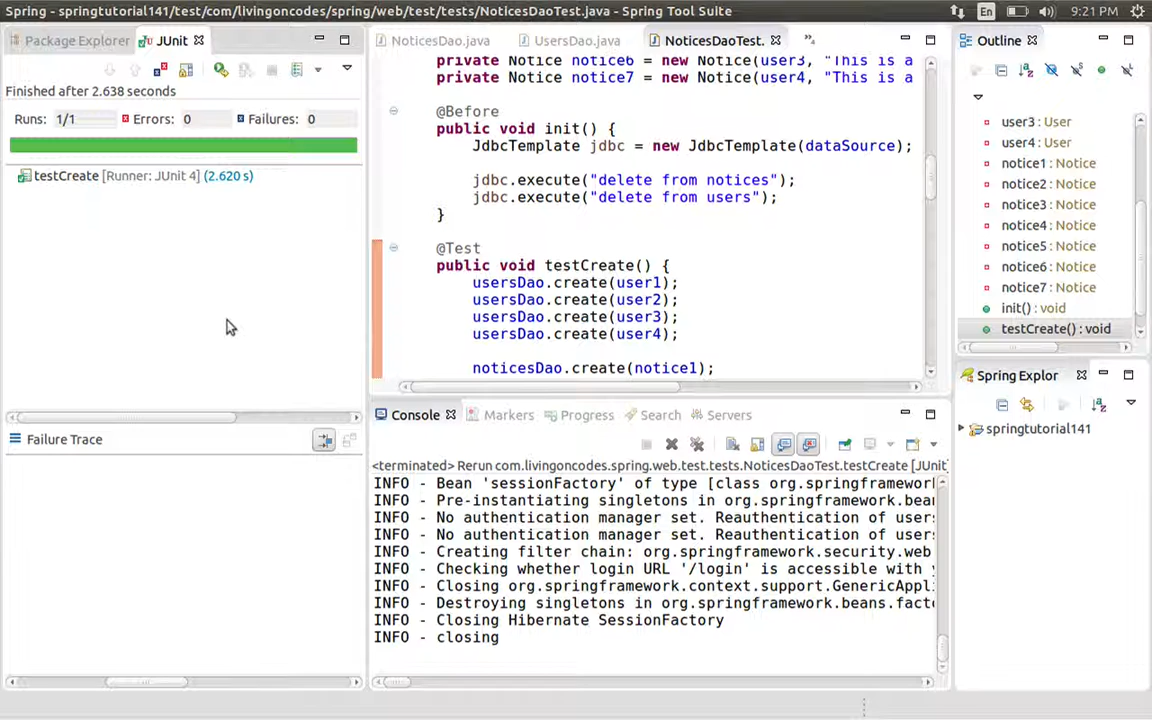 Spring - springtutorial141/test/com/livingoncodes/spring/web/test/tests/NoticesDaoTest.java - Spring Tool Suite
En
9:21 PM
Package Explorer
JUnit
Finished after 2.638 seconds
Runs: 1/1
Errors: 0
Failures: 0
testCreate [Runner: JUnit 4] (2.620 s)
Failure Trace
NoticesDao.java
UsersDao.java
NoticesDaoTest.
private Notice notice6 = new Notice(user3, "This is a
private Notice notice7 = new Notice(user4, "This is a
@Before
public void init() {
JdbcTemplate jdbc = new JdbcTemplate(dataSource);
jdbc.execute("delete from notices");
jdbc.execute("delete from users");
}
@Test
public void testCreate() {
usersDao.create(user1);
usersDao.create(user2);
usersDao.create(user3);
usersDao.create(user4);
noticesDao.create(notice1);
Console
Markers
Progress
Search
Servers
<terminated> Rerun com.livingoncodes.spring.web.test.tests.NoticesDaoTest.testCreate [JUnit]
INFO - Bean 'sessionFactory' of type [class org.springframework
INFO - Pre-instantiating singletons in org.springframework.bean
INFO - No authentication manager set. Reauthentication of users
INFO - No authentication manager set. Reauthentication of users
INFO - Creating filter chain: org.springframework.security.web
INFO - Checking whether login URL '/login' is accessible with y
INFO - Closing org.springframework.context.support.GenericAppli
INFO - Destroying singletons in org.springframework.beans.facto
INFO - Closing Hibernate SessionFactory
INFO - closing
Outline
user3 : User
user4 : User
notice1 : Notice
notice2 : Notice
notice3 : Notice
notice4 : Notice
notice5 : Notice
notice6 : Notice
notice7 : Notice
init() : void
testCreate() : void
Spring Explor
springtutorial141